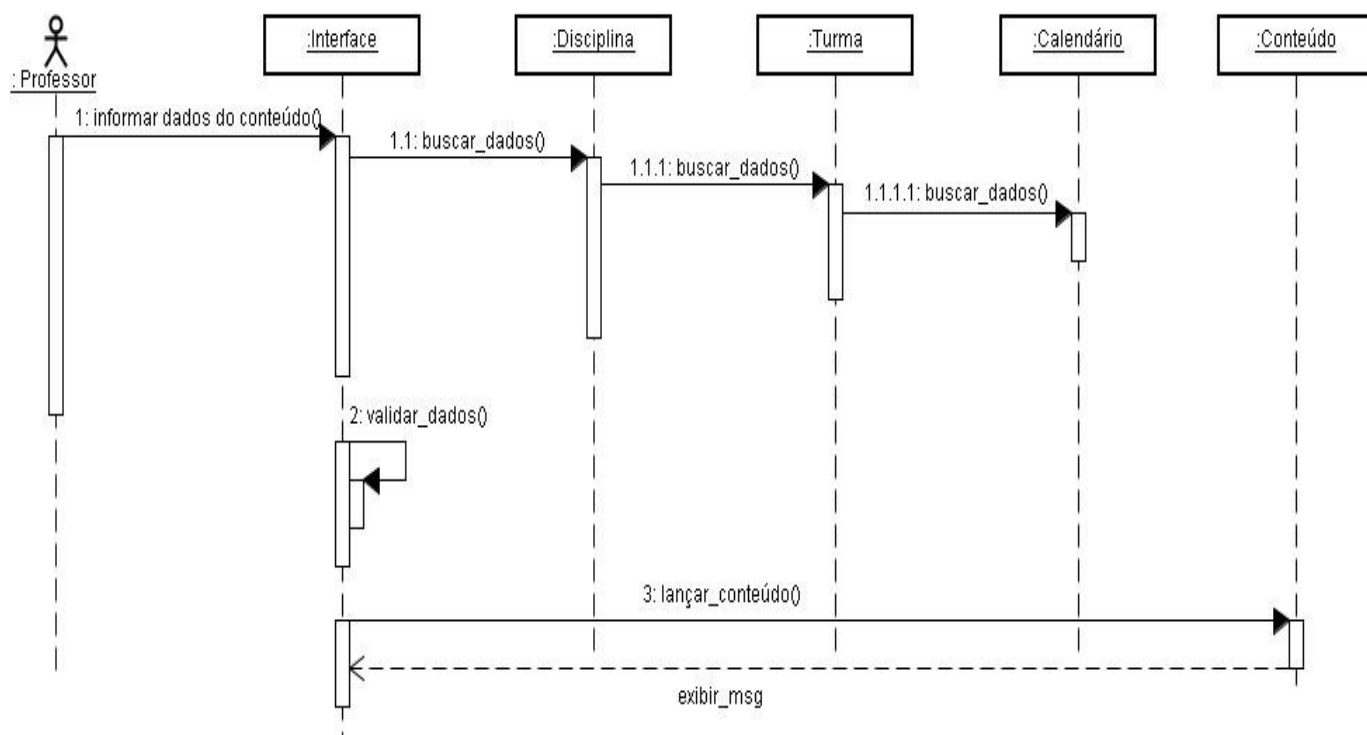 :Interface
:Disciplina
:Turma
:Calendário
:Conteúdo
: Professor
1: informar dados do conteúdo()
1.1: buscar_dados()
1.1.1: buscar_dados()
1.1.1.1: buscar_dados()
2: validar_dados()
3: lançar_conteúdo()
exibir_msg